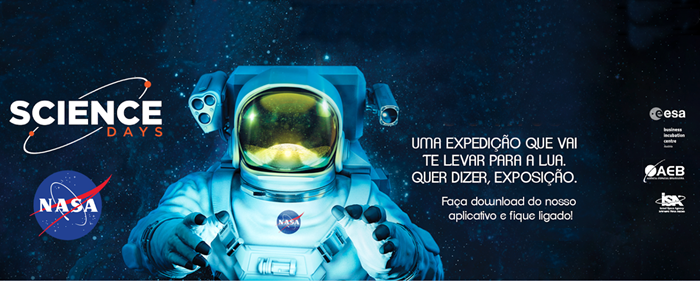 SCIENCE
DAYS
NASA
NASA
UMA EXPEDIÇÃO QUE VAI
TE LEVAR PARA A LUA.
QUER DIZER, EXPOSIÇÃO.
Faça download do nosso
aplicativo e fique ligado!
esa
business
incubation
centre
AEB
ISA